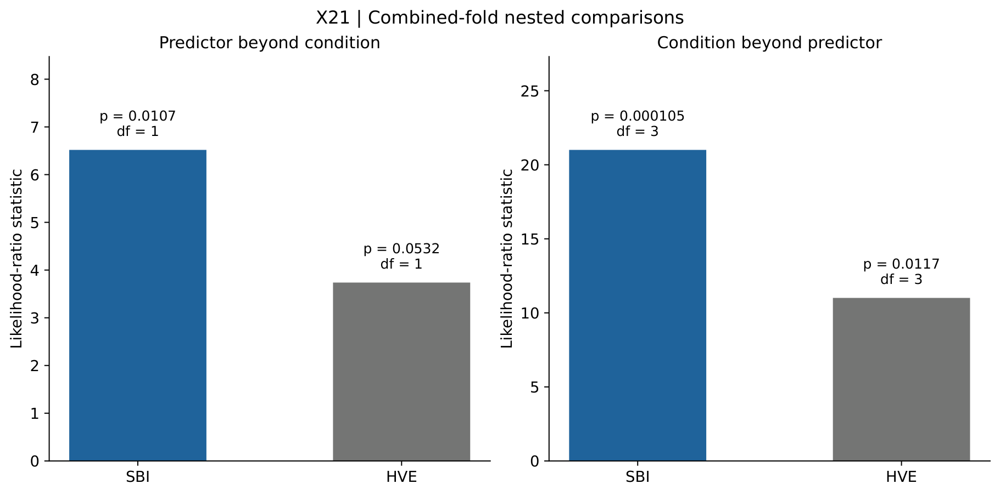 X21 | Combined-fold nested comparisons
Predictor beyond condition
Likelihood-ratio statistic
8
7
6
5
4
3
2
1
0
p = 0.0107
df = 1
p = 0.0532
df = 1
SBI
HVE
Condition beyond predictor
Likelihood-ratio statistic
25
20
15
10
5
0
p = 0.000105
df = 3
p = 0.0117
df = 3
SBI
HVE